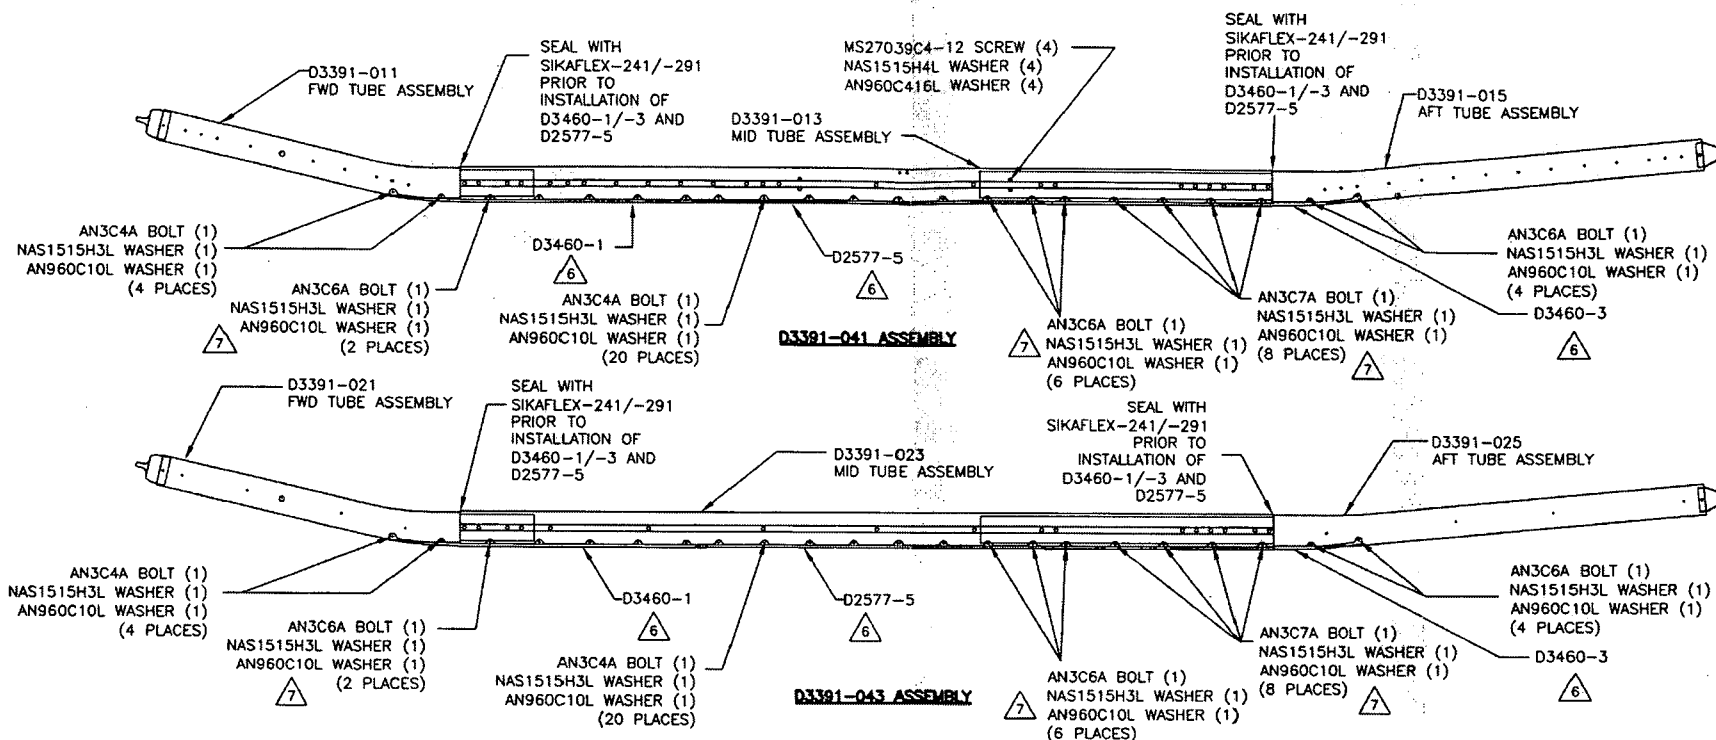 D3391-011
FWD TUBE ASSEMBLY
SEAL WITH
SIKAFLEX-241/-291
PRIOR TO
INSTALLATION OF
D3460-1/-3 AND
D2577-5
D3391-013
MID TUBE ASSEMBLY
MS27039C4-12 SCREW (4)
NAS1515H4L WASHER (4)
AN960C416L WASHER (4)
SEAL WITH
SIKAFLEX-241/-291
PRIOR TO
INSTALLATION OF
D3460-1/-3 AND
D2577-5
D3391-015
AFT TUBE ASSEMBLY
AN3C4A BOLT (1)
NAS1515H3L WASHER (1)
AN960C10L WASHER (1)
(4 PLACES)
AN3C6A BOLT (1)
NAS1515H3L WASHER (1)
AN960C10L WASHER (1)
(2 PLACES)
7
D3460-1
6
AN3C4A BOLT (1)
NAS1515H3L WASHER (1)
AN960C10L WASHER (1)
(20 PLACES)
D2577-5
6
D3391-041 ASSEMBLY
7
AN3C6A BOLT (1)
NAS1515H3L WASHER (1)
AN960C10L WASHER (1)
(6 PLACES)
AN3C7A BOLT (1)
NAS1515H3L WASHER (1)
AN960C10L WASHER (1)
(8 PLACES)
7
AN3C6A BOLT (1)
NAS1515H3L WASHER (1)
AN960C10L WASHER (1)
(4 PLACES)
D3460-3
6
D3391-021
FWD TUBE ASSEMBLY
SEAL WITH
SIKAFLEX-241/-291
PRIOR TO
INSTALLATION OF
D3460-1/-3 AND
D2577-5
D3391-023
MID TUBE ASSEMBLY
SEAL WITH
SIKAFLEX-241/-291
PRIOR TO
INSTALLATION OF
D3460-1/-3 AND
D2577-5
D3391-025
AFT TUBE ASSEMBLY
AN3C4A BOLT (1)
NAS1515H3L WASHER (1)
AN960C10L WASHER (1)
(4 PLACES)
AN3C6A BOLT (1)
NAS1515H3L WASHER (1)
AN960C10L WASHER (1)
(2 PLACES)
7
D3460-1
6
AN3C4A BOLT (1)
NAS1515H3L WASHER (1)
AN960C10L WASHER (1)
(20 PLACES)
D2577-5
6
D3391-043 ASSEMBLY
7
AN3C6A BOLT (1)
NAS1515H3L WASHER (1)
AN960C10L WASHER (1)
(6 PLACES)
AN3C7A BOLT (1)
NAS1515H3L WASHER (1)
AN960C10L WASHER (1)
(8 PLACES)
7
AN3C6A BOLT (1)
NAS1515H3L WASHER (1)
AN960C10L WASHER (1)
(4 PLACES)
D3460-3
6